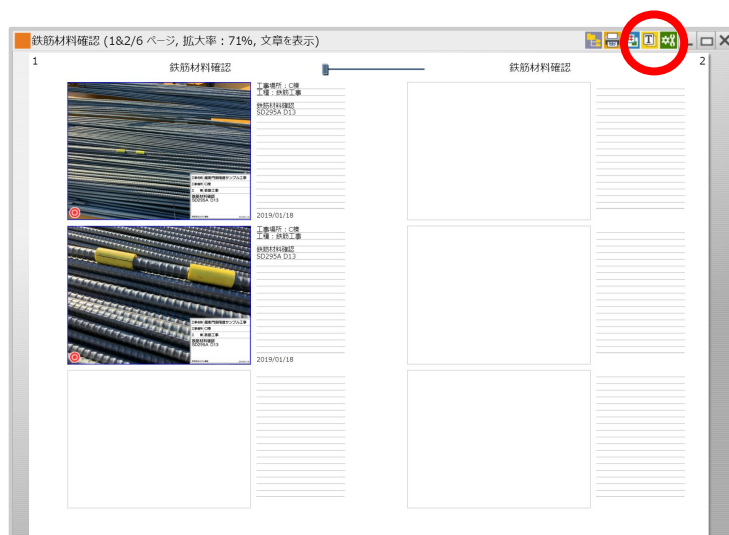 鉄筋材料確認 (1&2/6 ページ, 拡大率：71%, 文章を表示)
1
鉄筋材料確認
鉄筋材料確認
2
工事場所：C棟
工種：鉄筋工事
鉄筋材料確認
SD295A D13
2019/01/18
工事場所：C棟
工種：鉄筋工事
鉄筋材料確認
SD295A D13
2019/01/18